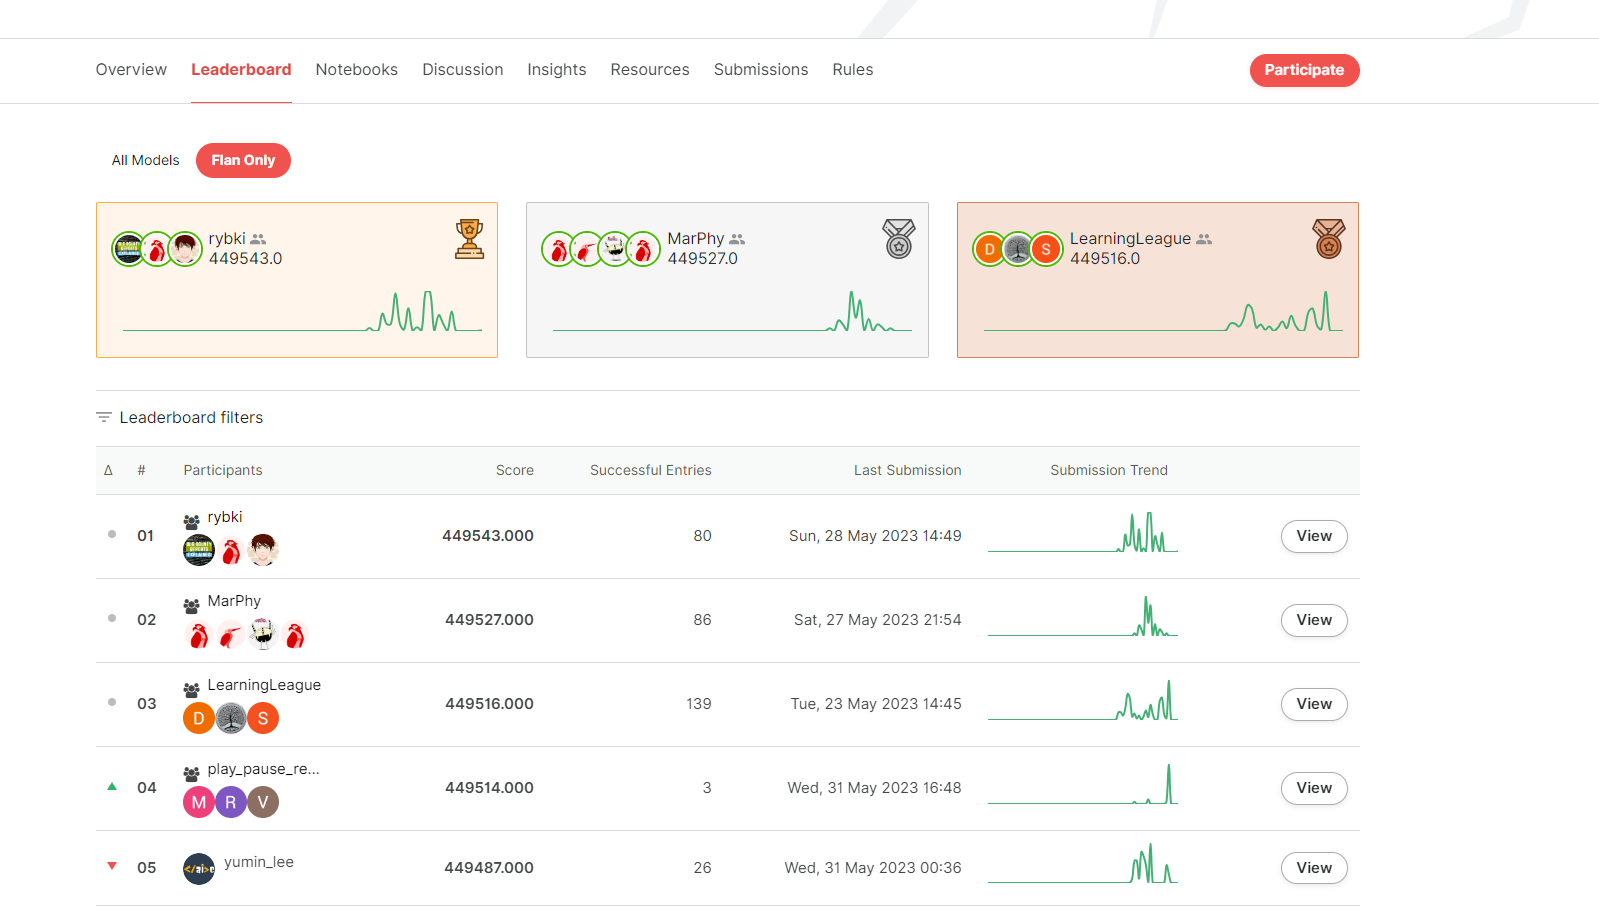 Overview Leaderboard Notebooks Discussion Insights Resources Submissions Rules Participate
All Models Flan Only
rybki
449543.0
MarPhy
449527.0
D S LearningLeague
449516.0
Leaderboard filters
Δ # Participants Score Successful Entries Last Submission Submission Trend
rybki
01 449543.000 80 Sun, 28 May 2023 14:49 View
MarPhy
02 449527.000 86 Sat, 27 May 2023 21:54 View
LearningLeague
03 449516.000 139 Tue, 23 May 2023 14:45 View
D S
play_pause_re...
04 449514.000 3 Wed, 31 May 2023 16:48 View
M R V
05 yumin_lee 449487.000 26 Wed, 31 May 2023 00:36 View